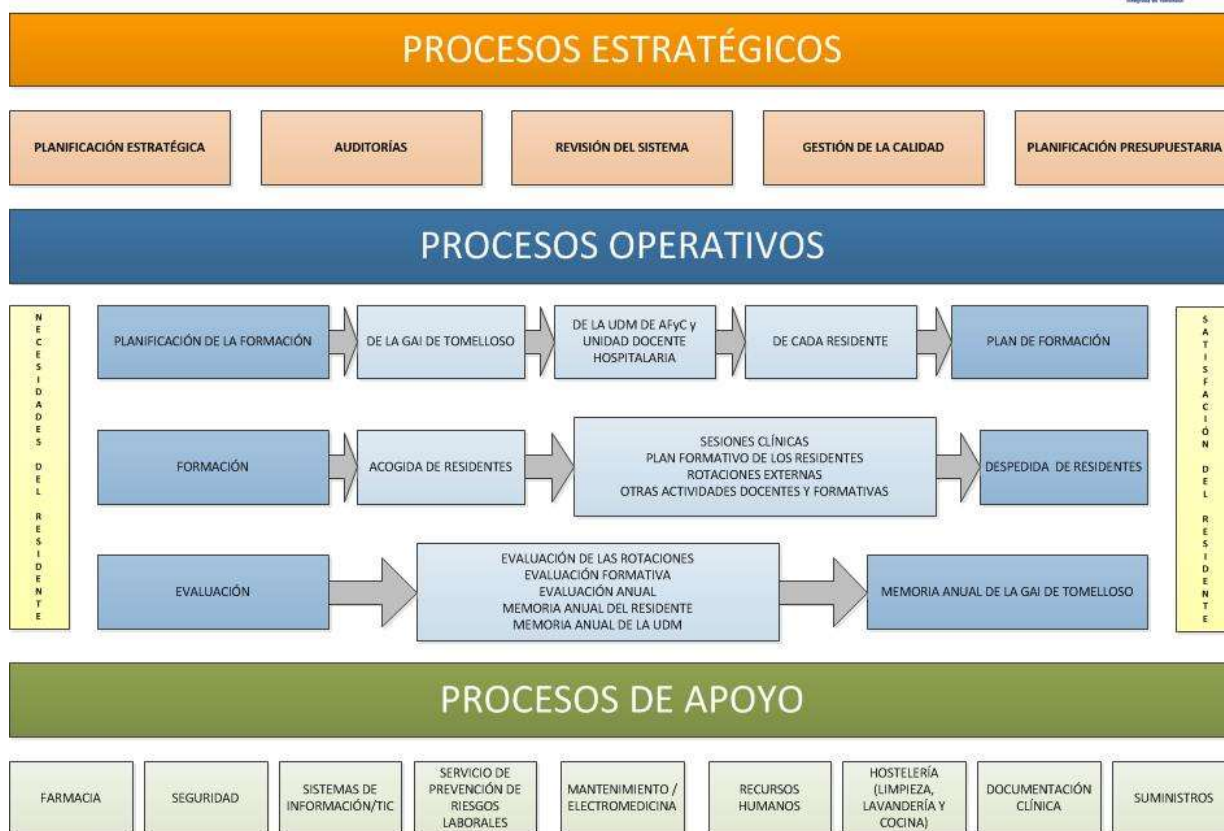 PROCESOS ESTRATÉGICOS
PLANIFICACIÓN ESTRATÉGICA
AUDITORÍAS
REVISIÓN DEL SISTEMA
GESTIÓN DE LA CALIDAD
PLANIFICACIÓN PRESUPUESTARIA
PROCESOS OPERATIVOS
NECESIDADES DEL RESIDENTE
PLANIFICACIÓN DE LA FORMACIÓN
DE LA GAI DE TOMELLOSO
DE LA UDM DE AFyC y
UNIDAD DOCENTE
HOSPITALARIA
DE CADA RESIDENTE
PLAN DE FORMACIÓN
FORMACIÓN
ACOGIDA DE RESIDENTES
SESIONES CLÍNICAS
PLAN FORMATIVO DE LOS RESIDENTES
ROTACIONES EXTERNAS
OTRAS ACTIVIDADES DOCENTES Y FORMATIVAS
DESPEDIDA DE RESIDENTES
EVALUACIÓN
EVALUACIÓN DE LAS ROTACIONES
EVALUACIÓN FORMATIVA
EVALUACIÓN ANUAL
MEMORIA ANUAL DEL RESIDENTE
MEMORIA ANUAL DE LA UDM
MEMORIA ANUAL DE LA GAI DE TOMELLOSO
SATISFACIÓN DEL RESIDENTE
PROCESOS DE APOYO
FARMACIA
SEGURIDAD
SISTEMAS DE
INFORMACIÓN/TIC
SERVICIO DE
PREVENCIÓN DE
RIESGOS
LABORALES
MANTENIMIENTO /
ELECTROMEDICINA
RECURSOS
HUMANOS
HOSTELERÍA
(LIMPIEZA,
LAVANDERÍA Y
COCINA)
DOCUMENTACIÓN
CLÍNICA
SUMINISTROS